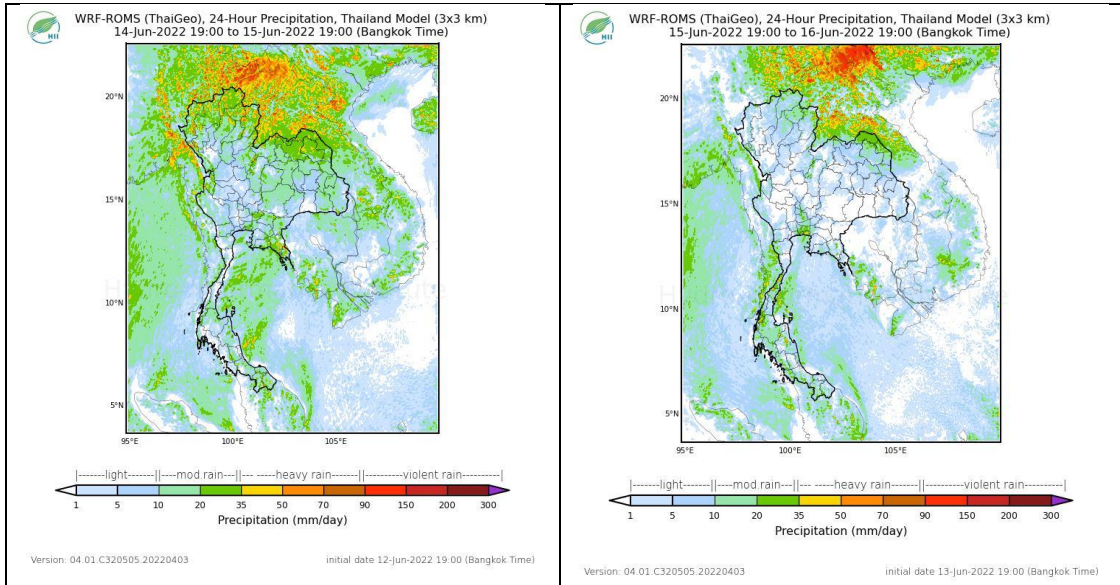 HII
WRF-ROMS (ThaiGeo), 24-Hour Precipitation, Thailand Model (3x3 km)
14-Jun-2022 19:00 to 15-Jun-2022 19:00 (Bangkok Time)
20°N
15°N
10°N
5°N
95°E 100°E 105°E
|-------light-------||----mod.rain---||--- -----heavy rain-------||----------violent rain----------|
1 5 10 20 35 50 70 90 150 200 300
Precipitation (mm/day)
Version: 04.01.C320505.20220403 initial date 12-Jun-2022 19:00 (Bangkok Time)
HII
WRF-ROMS (ThaiGeo), 24-Hour Precipitation, Thailand Model (3x3 km)
15-Jun-2022 19:00 to 16-Jun-2022 19:00 (Bangkok Time)
20°N
15°N
10°N
5°N
95°E 100°E 105°E
|-------light-------||----mod.rain---||--- -----heavy rain-------||----------violent rain----------|
1 5 10 20 35 50 70 90 150 200 300
Precipitation (mm/day)
Version: 04.01.C320505.20220403 initial date 13-Jun-2022 19:00 (Bangkok Time)